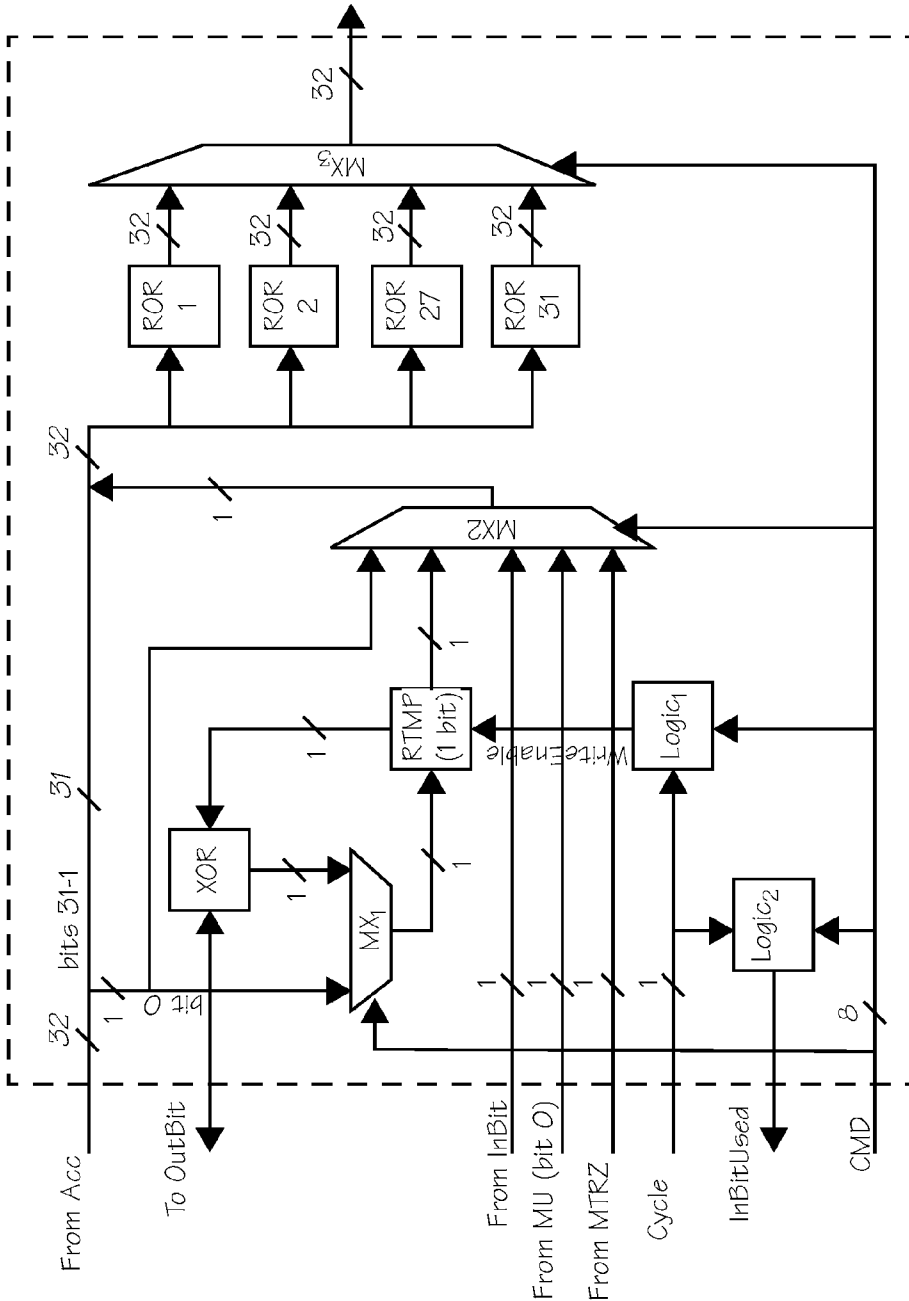 From Acc
32
1
bits 31-1
bit 0
31
32
1
To OutBit
XOR
1
1
MX1
1
RTMP
(1 bit)
1
WriteEnable
Logic1
Logic2
MX2
From InBit
1
From MU (bit 0)
1
From MTRZ
1
Cycle
1
InBitUsed
CMD
8
ROR
1
32
ROR
2
32
ROR
27
32
ROR
31
32
MX3
32